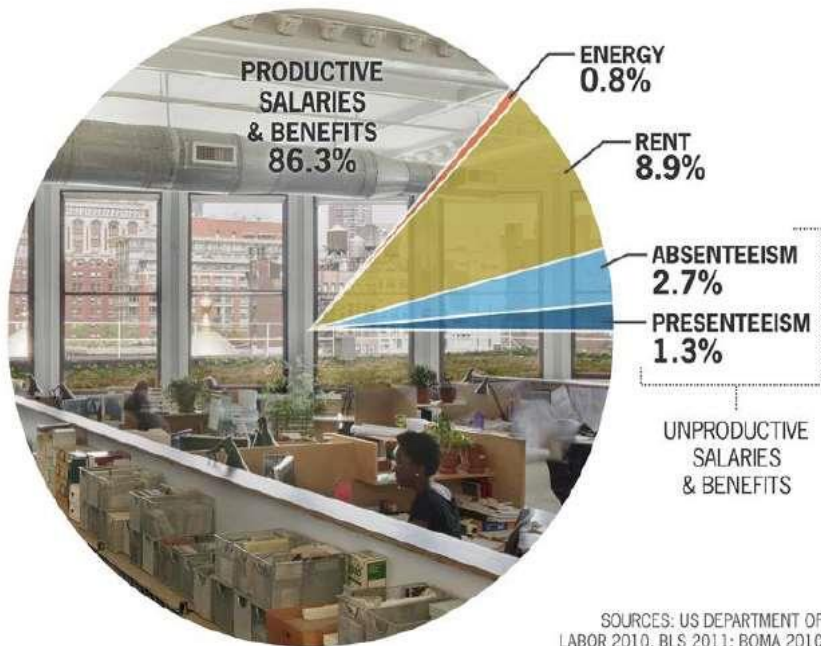 PRODUCTIVE
SALARIES
& BENEFITS
86.3%
ENERGY
0.8%
RENT
8.9%
ABSENTEEISM
2.7%
PRESENTEEISM
1.3%
UNPRODUCTIVE
SALARIES
& BENEFITS
SOURCES: US DEPARTMENT OF
LABOR 2010, BLS 2011; BOMA 2010